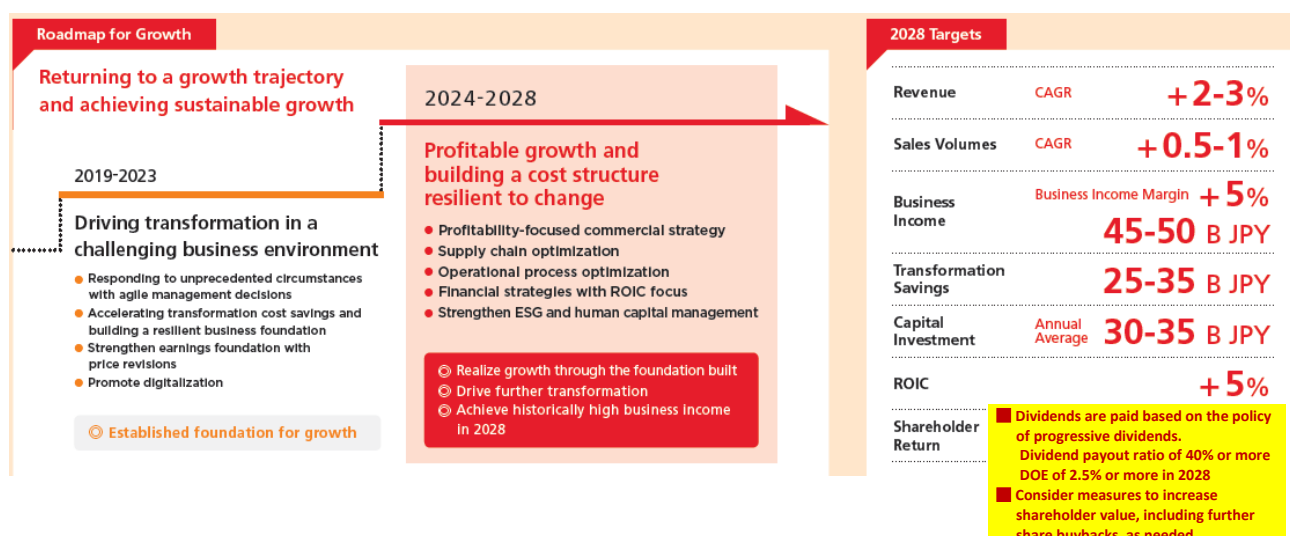 Roadmap for Growth
Returning to a growth trajectory
and achieving sustainable growth
2019-2023
Driving transformation in a
challenging business environment
Responding to unprecedented circumstances
with agile management decisions
Accelerating transformation cost savings and
building a resilient business foundation
Strengthen earnings foundation with
price revisions
Promote digitalization
◎ Established foundation for growth
2024-2028
Profitable growth and
building a cost structure
resilient to change
Profitability-focused commercial strategy
Supply chain optimization
Operational process optimization
Financial strategies with ROIC focus
Strengthen ESG and human capital management
◎ Realize growth through the foundation built
◎ Drive further transformation
◎ Achieve historically high business income
in 2028
2028 Targets
Revenue CAGR +2-3%
Sales Volumes CAGR +0.5-1%
Business
Income
Business Income Margin +5%
45-50 B JPY
Transformation
Savings
25-35 B JPY
Capital
Investment
Annual
Average
30-35 B JPY
ROIC +5%
Shareholder
Return
Dividends are paid based on the policy
of progressive dividends.
Dividend payout ratio of 40% or more
DOE of 2.5% or more in 2028
Consider measures to increase
shareholder value, including further
share buybacks, as needed